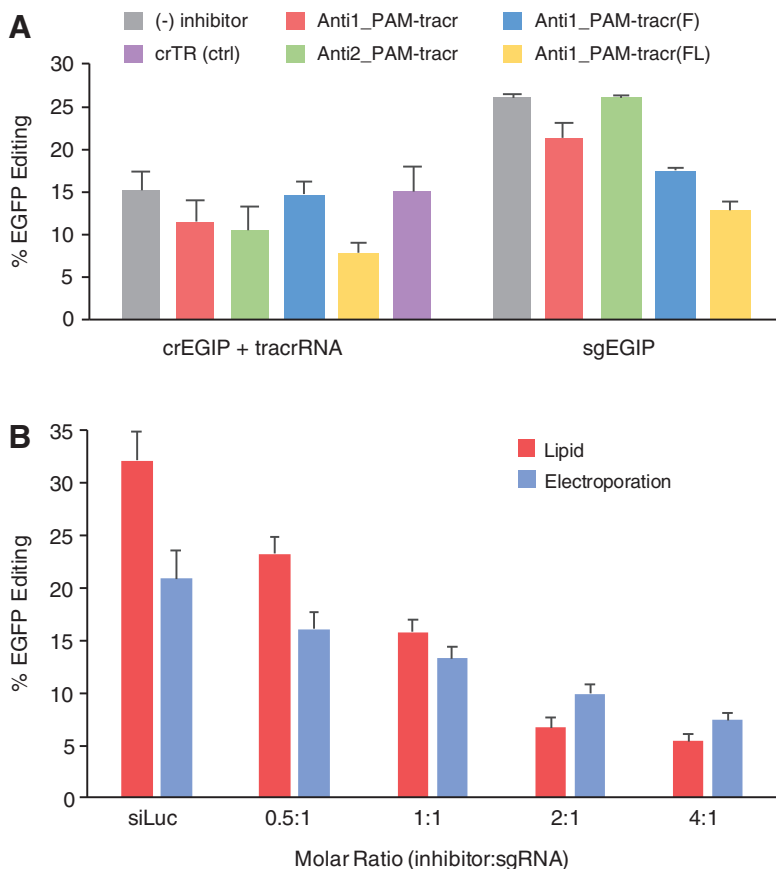 A
(-) inhibitor
Anti1_PAM-tracr
Anti1_PAM-tracr(F)
crTR (ctrl)
Anti2_PAM-tracr
Anti1_PAM-tracr(FL)
% EGFP Editing
30
25
20
15
10
5
0
crEGIP + tracrRNA
sgEGIP
B
Lipid
Electroporation
% EGFP Editing
35
30
25
20
15
10
5
0
siLuc
0.5:1
1:1
2:1
4:1
Molar Ratio (inhibitor:sgRNA)